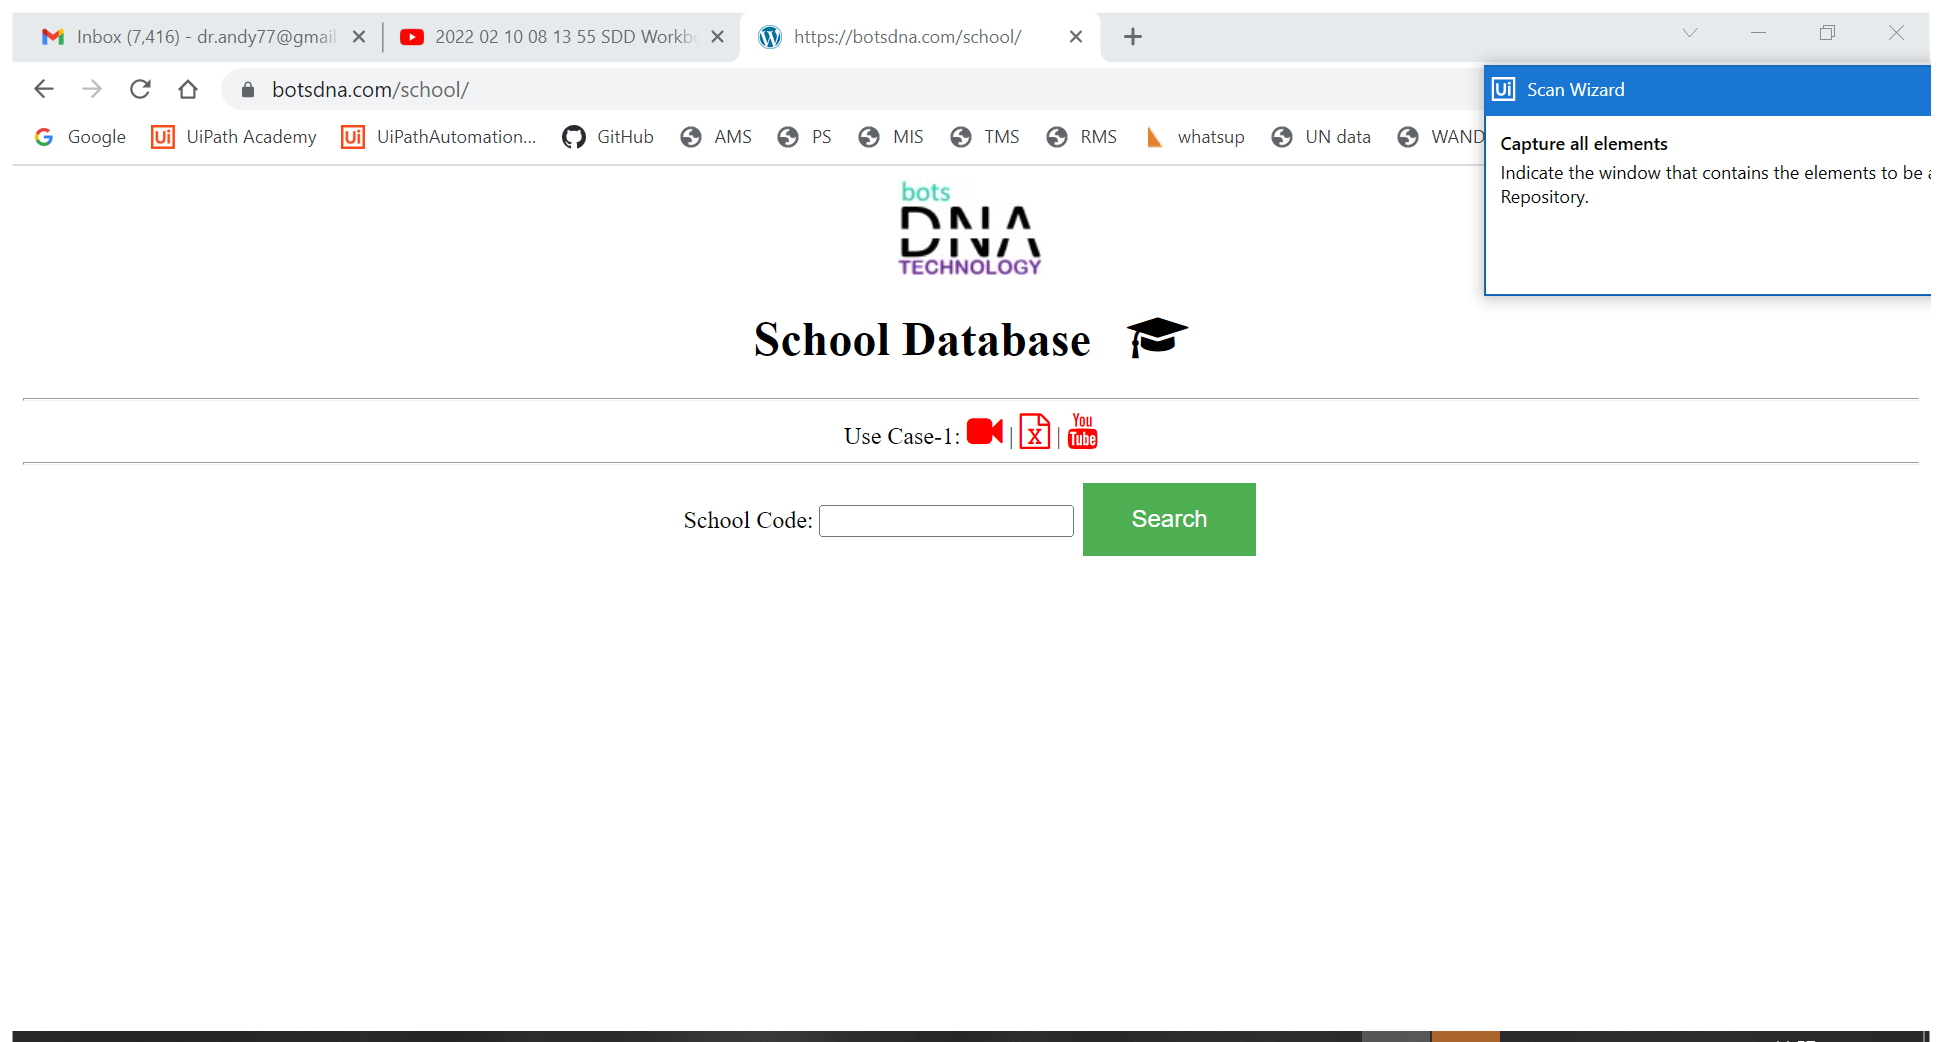 Inbox (7,416) - dr.andy77@gmail
2022 02 10 08 13 55 SDD Workb
https://botsdna.com/school/
botsdna.com/school/
Ui Scan Wizard
Google
Ui UiPath Academy
Ui UiPathAutomation...
GitHub
AMS
PS
MIS
TMS
RMS
whatsup
UN data
WAND
Capture all elements
Indicate the window that contains the elements to be a
Repository.
bots
DNA
TECHNOLOGY
School Database
Use Case-1: | X | You Tube
School Code: Search